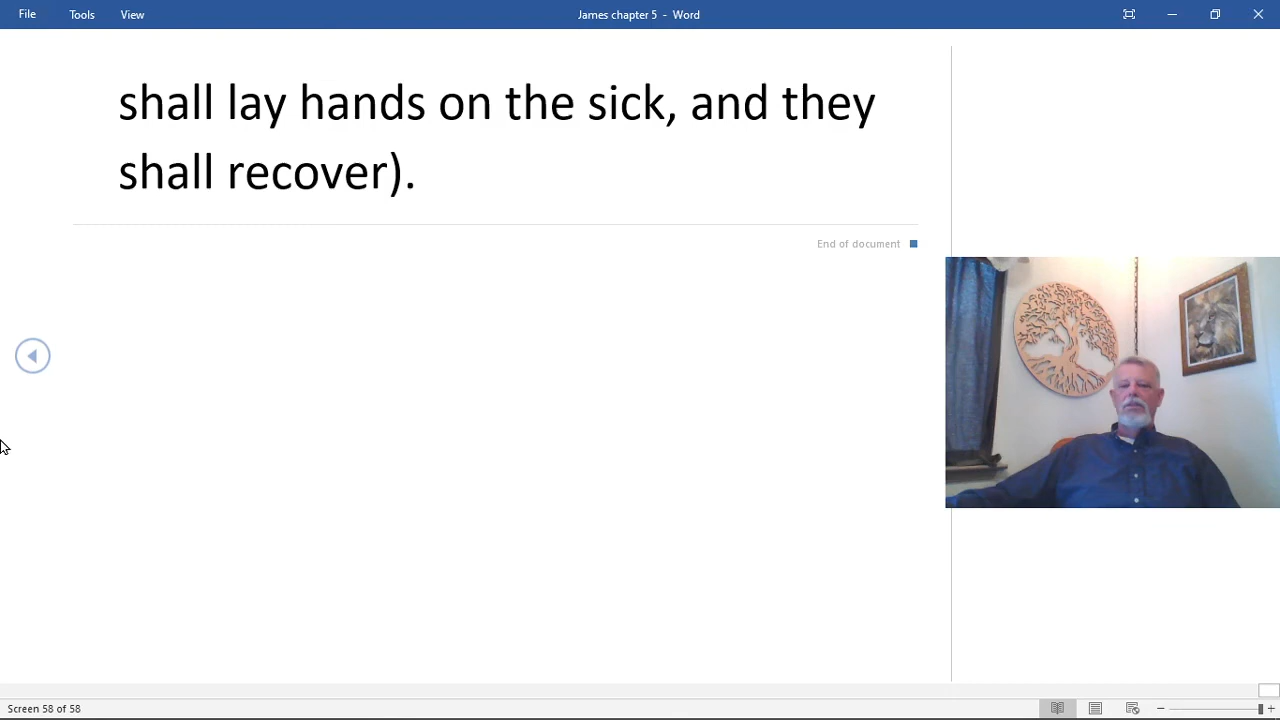 File Tools View James chapter 5 - Word
shall lay hands on the sick, and they
shall recover).
End of document
Screen 58 of 58